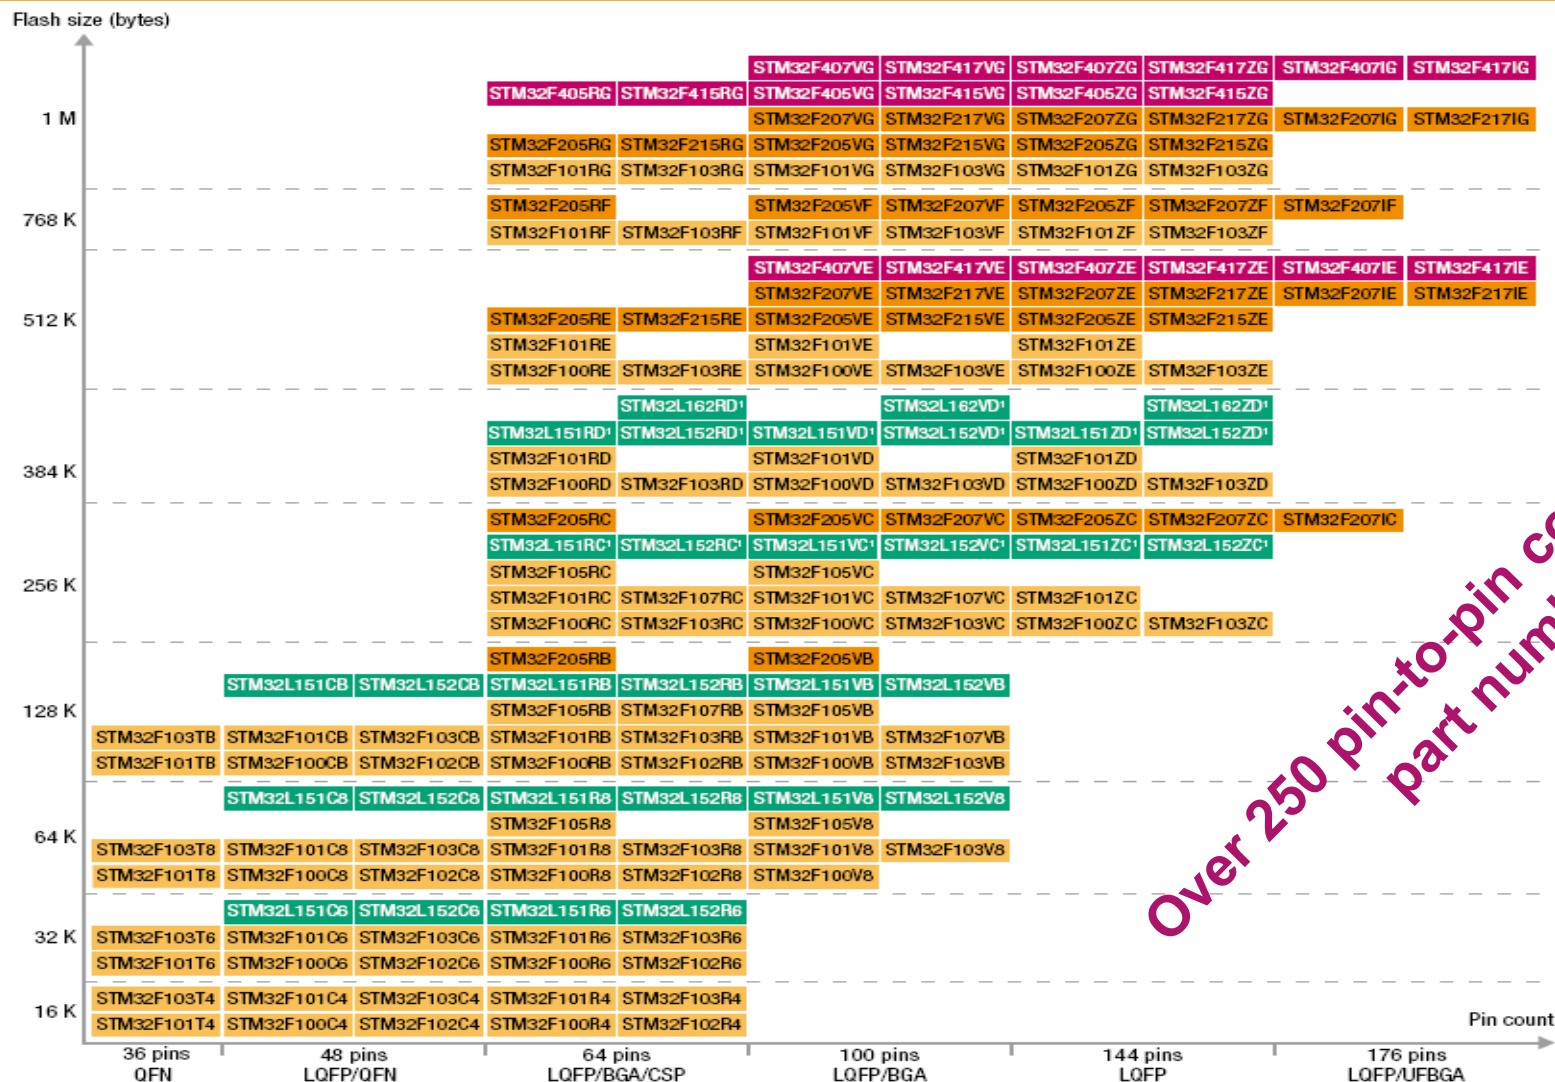 Flash size (bytes)
STM32F407VG STM32F417VG STM32F407ZG STM32F417ZG STM32F407IG STM32F417IG
STM32F405RG STM32F415RG STM32F405VG STM32F415VG STM32F405ZG STM32F415ZG
1 M STM32F207VG STM32F217VG STM32F207ZG STM32F217ZG STM32F207IG STM32F217IG
STM32F205RG STM32F215RG STM32F205VG STM32F215VG STM32F205ZG STM32F215ZG
STM32F101RG STM32F103RG STM32F101VG STM32F103VG STM32F101ZG STM32F103ZG
STM32F205RF STM32F205VF STM32F207VF STM32F205ZF STM32F207ZF STM32F207IF
768 K
STM32F101RF STM32F103RF STM32F101VF STM32F103VF STM32F101ZF STM32F103ZF
STM32F407VE STM32F417VE STM32F407ZE STM32F417ZE STM32F407IE STM32F417IE
STM32F207VE STM32F217VE STM32F207ZE STM32F217ZE STM32F207IE STM32F217IE
512 K STM32F205RE STM32F215RE STM32F205VE STM32F215VE STM32F205ZE STM32F215ZE
STM32F101RE STM32F101VE STM32F101ZE
STM32F100RE STM32F103RE STM32F100VE STM32F103VE STM32F100ZE STM32F103ZE
STM32L162RD¹ STM32L162VD¹ STM32L162ZD¹
STM32L151RD¹ STM32L152RD¹ STM32L151VD¹ STM32L152VD¹ STM32L151ZD¹ STM32L152ZD¹
STM32F101RD STM32F101VD STM32F101ZD
384 K
STM32F100RD STM32F103RD STM32F100VD STM32F103VD STM32F100ZD STM32F103ZD
STM32F205RC STM32F205VC STM32F207VC STM32F205ZC STM32F207ZC STM32F207IC
STM32L151RC¹ STM32L152RC¹ STM32L151VC¹ STM32L152VC¹ STM32L151ZC¹ STM32L152ZC¹
STM32F105RC STM32F105VC
256 K
STM32F101RC STM32F107RC STM32F101VC STM32F107VC STM32F101ZC
STM32F100RC STM32F103RC STM32F100VC STM32F103VC STM32F100ZC STM32F103ZC
STM32F205RB STM32F205VB
STM32L151CB STM32L152CB STM32L151RB STM32L152RB STM32L151VB STM32L152VB
128 K STM32F105RB STM32F107RB STM32F105VB
STM32F103TB STM32F101CB STM32F103CB STM32F101RB STM32F103RB STM32F101VB STM32F107VB
STM32F101TB STM32F100CB STM32F102CB STM32F100RB STM32F102RB STM32F100VB STM32F103VB
STM32L151C8 STM32L152C8 STM32L151R8 STM32L152R8 STM32L151V8 STM32L152V8
STM32F105R8 STM32F105V8
64 K
STM32F103T8 STM32F101C8 STM32F103C8 STM32F101R8 STM32F103R8 STM32F101V8 STM32F103V8
STM32F101T8 STM32F100C8 STM32F102C8 STM32F100R8 STM32F102R8 STM32F100V8
STM32L151C6 STM32L152C6 STM32L151R6 STM32L152R6
32 K STM32F103T6 STM32F101C6 STM32F103C6 STM32F101R6 STM32F103R6
STM32F101T6 STM32F100C6 STM32F102C6 STM32F100R6 STM32F102R6
STM32F103T4 STM32F101C4 STM32F103C4 STM32F101R4 STM32F103R4
16 K
STM32F101T4 STM32F100C4 STM32F102C4 STM32F100R4 STM32F102R4
Pin count
36 pins 48 pins 64 pins 100 pins 144 pins 176 pins
QFN LQFP/QFN LQFP/BGA/CSP LQFP/BGA LQFP LQFP/UFBGA
Over 250 pin-to-pin
part